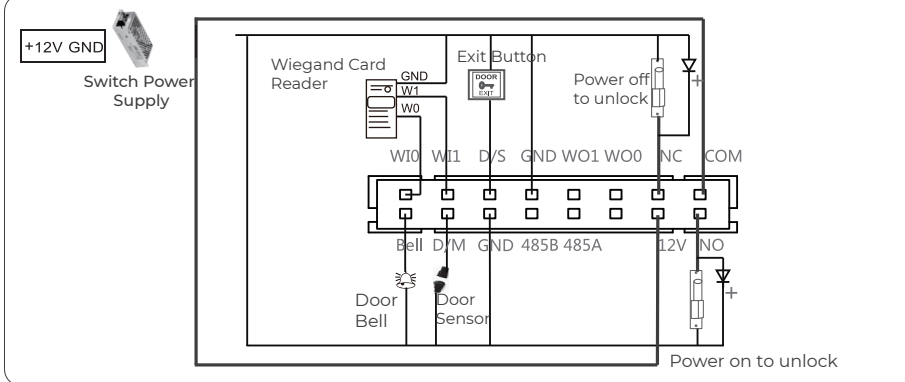 +12V GND
Switch Power
Supply
Wiegand Card
Reader
GND
W1
W0
Exit Button
DOOR
EXIT
Power off
to unlock
+
WI0 WI1 D/S GND WO1 WO0 NC COM
Bell D/M GND 485B 485A 12V NO
Door
Bell
Door
Sensor
+
Power on to unlock